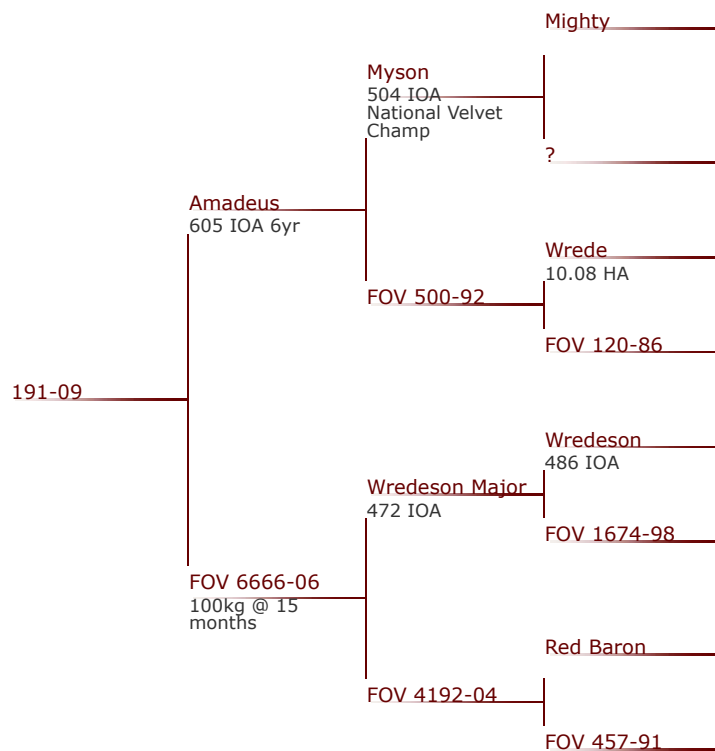 Mighty
Myson
504 IOA
National Velvet
Champ
?
Amadeus
605 IOA 6yr
Wrede
10.08 HA
FOV 500-92
FOV 120-86
191-09
Wredeson
486 IOA
Wredeson Major
472 IOA
FOV 1674-98
FOV 6666-06
100kg @ 15
months
Red Baron
FOV 4192-04
FOV 457-91